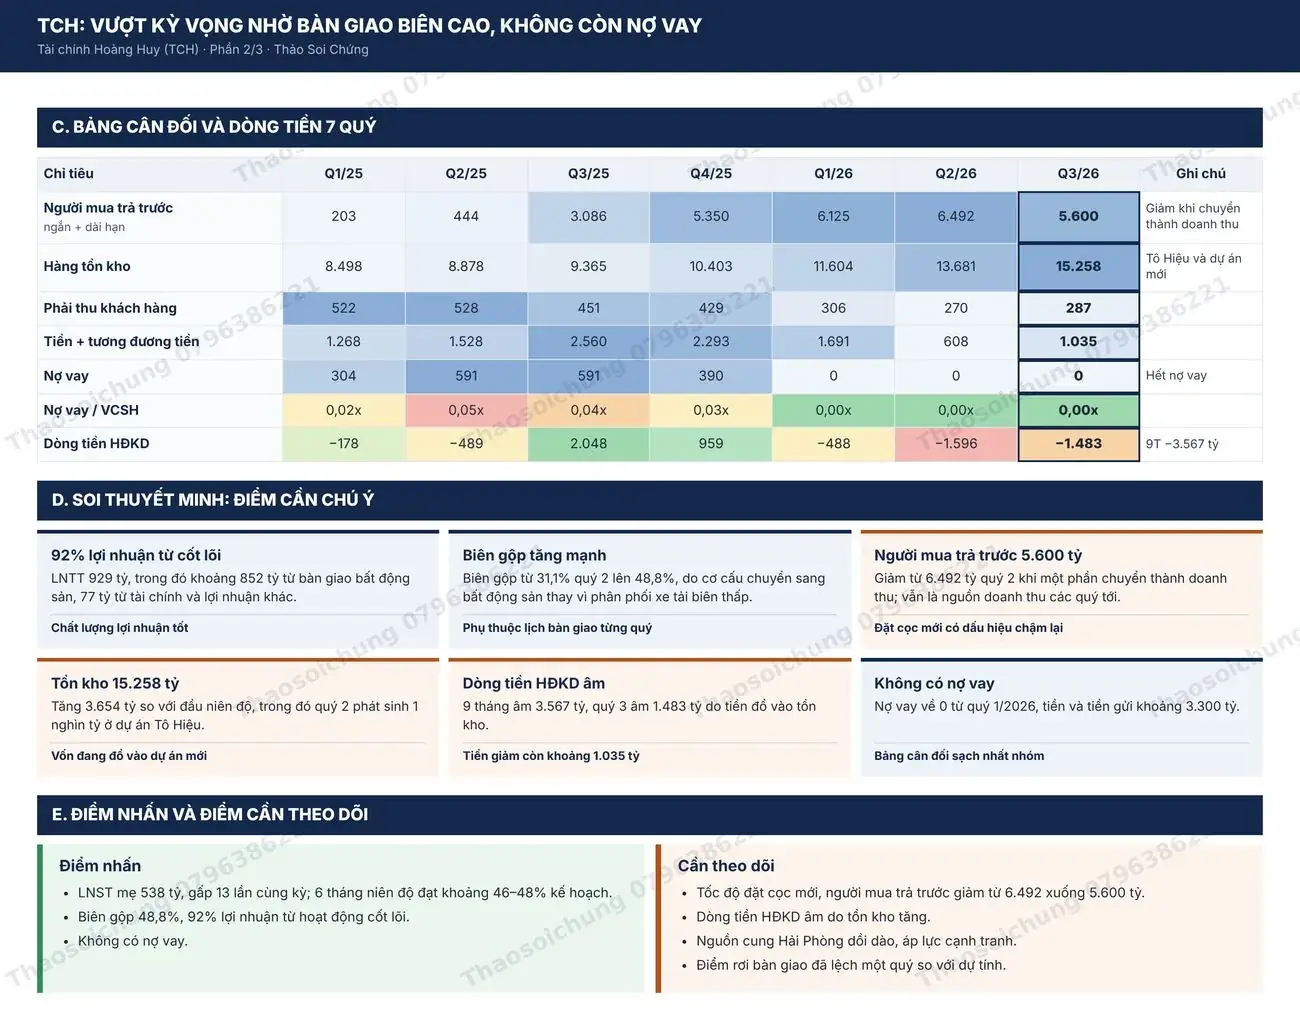 TCH: VƯỢT KỲ VỌNG NHỜ BÀN GIAO BIÊN CAO, KHÔNG CÒN NỢ VAY
Tài chính Hoàng Huy (TCH) · Phần 2/3 · Thảo Soi Chứng
C. BẢNG CÂN ĐỐI VÀ DÒNG TIỀN 7 QUÝ
Chỉ tiêu Q1/25 Q2/25 Q3/25 Q4/25 Q1/26 Q2/26 Q3/26 Ghi chú
Người mua trả trước ngắn + dài hạn 203 444 3.086 5.350 6.125 6.492 5.600 Giảm khi chuyển thành doanh thu
Hàng tồn kho 8.498 8.878 9.365 10.403 11.604 13.681 15.258 Tô Hiệu và dự án mới
Phải thu khách hàng 522 528 451 429 306 270 287
Tiền + tương đương tiền 1.268 1.528 2.560 2.293 1.691 608 1.035
Nợ vay 304 591 591 390 0 0 0 Hết nợ vay
Nợ vay / VCSH 0,02x 0,05x 0,04x 0,03x 0,00x 0,00x 0,00x
Dòng tiền HĐKD −178 −489 2.048 959 −488 −1.596 −1.483 9T −3.567 tỷ
D. SOI THUYẾT MINH: ĐIỂM CẦN CHÚ Ý
92% lợi nhuận từ cốt lõi
LNTT 929 tỷ, trong đó khoảng 852 tỷ từ bàn giao bất động
sản, 77 tỷ từ tài chính và lợi nhuận khác.
Chất lượng lợi nhuận tốt
Biên gộp tăng mạnh
Biên gộp từ 31,1% quý 2 lên 48,8%, do cơ cấu chuyển sang
bất động sản thay vì phân phối xe tải biên thấp.
Phụ thuộc lịch bàn giao từng quý
Người mua trả trước 5.600 tỷ
Giảm từ 6.492 tỷ quý 2 khi một phần chuyển thành doanh
thu; vẫn là nguồn doanh thu các quý tới.
Đặt cọc mới có dấu hiệu chậm lại
Tồn kho 15.258 tỷ
Tăng 3.654 tỷ so với đầu niên độ, trong đó quý 2 phát sinh 1
nghìn tỷ ở dự án Tô Hiệu.
Vốn đang đổ vào dự án mới
Dòng tiền HĐKD âm
9 tháng âm 3.567 tỷ, quý 3 âm 1.483 tỷ do tiền đổ vào tồn
kho.
Tiền giảm còn khoảng 1.035 tỷ
Không có nợ vay
Nợ vay về 0 từ quý 1/2026, tiền và tiền gửi khoảng 3.300 tỷ.
Bảng cân đối sạch nhất nhóm
E. ĐIỂM NHẤN VÀ ĐIỂM CẦN THEO DÕI
Điểm nhấn
• LNST mẹ 538 tỷ, gấp 13 lần cùng kỳ; 6 tháng niên độ đạt khoảng 46–48% kế hoạch.
• Biên gộp 48,8%, 92% lợi nhuận từ hoạt động cốt lõi.
• Không có nợ vay.
Cần theo dõi
• Tốc độ đặt cọc mới, người mua trả trước giảm từ 6.492 xuống 5.600 tỷ.
• Dòng tiền HĐKD âm do tồn kho tăng.
• Nguồn cung Hải Phòng dồi dào, áp lực cạnh tranh.
• Điểm rơi bàn giao đã lệch một quý so với dự tính.
Thaosoichung 0796386221